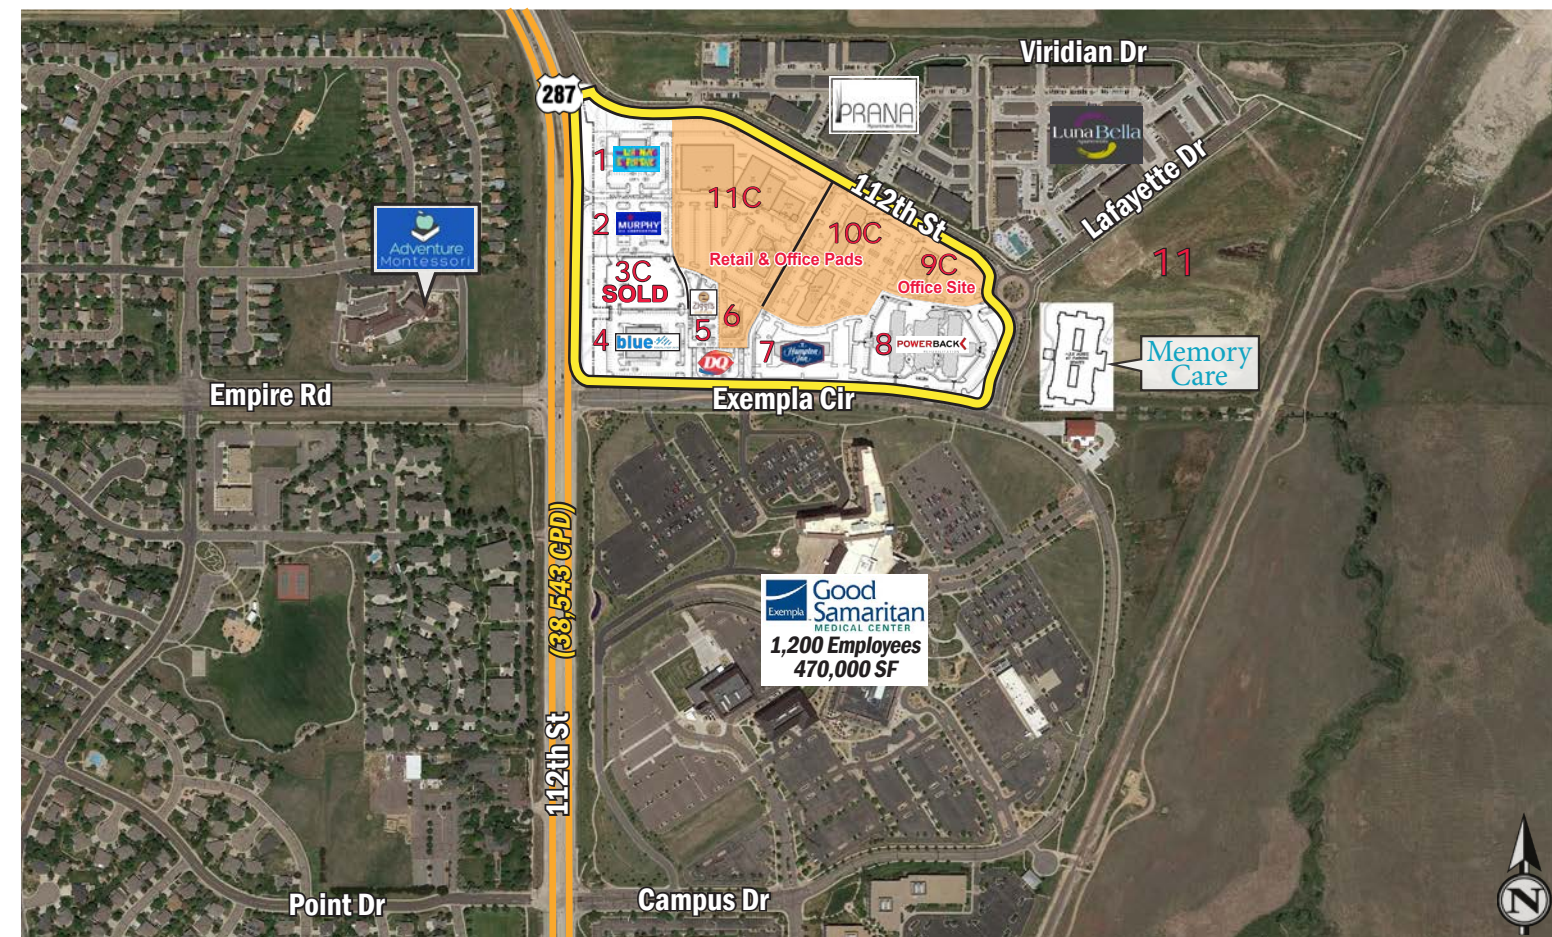 Viridian Dr
287
PRANA
Apartment Homes
LunaBella
1
112th St
Lafayette Dr
11C
2
MURPHY
10C
Adventure
Montessori
Retail & Office Pads
9C
11
3C
SOLD
Office Site
6
5
4
blue
7
Hampton
Inn
8
POWERBACK
DQ
Memory
Care
Empire Rd
Exempla Cir
(38,543 CPD)
Exempla
Good
Samaritan
MEDICAL CENTER
1,200 Employees
470,000 SF
112th St
Point Dr
Campus Dr
N